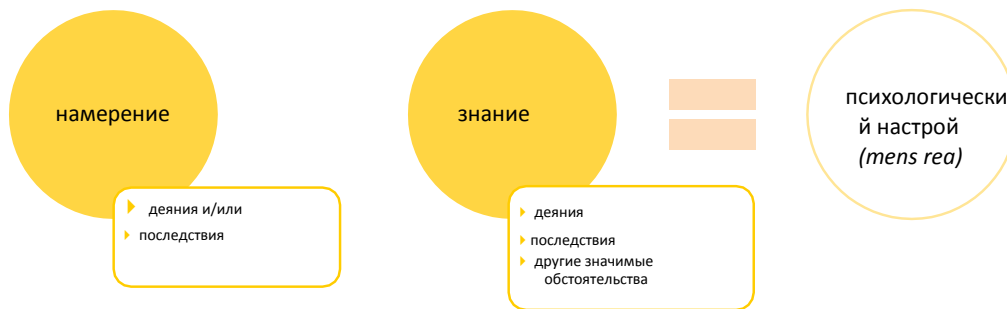 намерение
деяния и/или
последствия
знание
деяния
последствия
другие значимые
обстоятельства
психологически
й настрой
(mens rea)